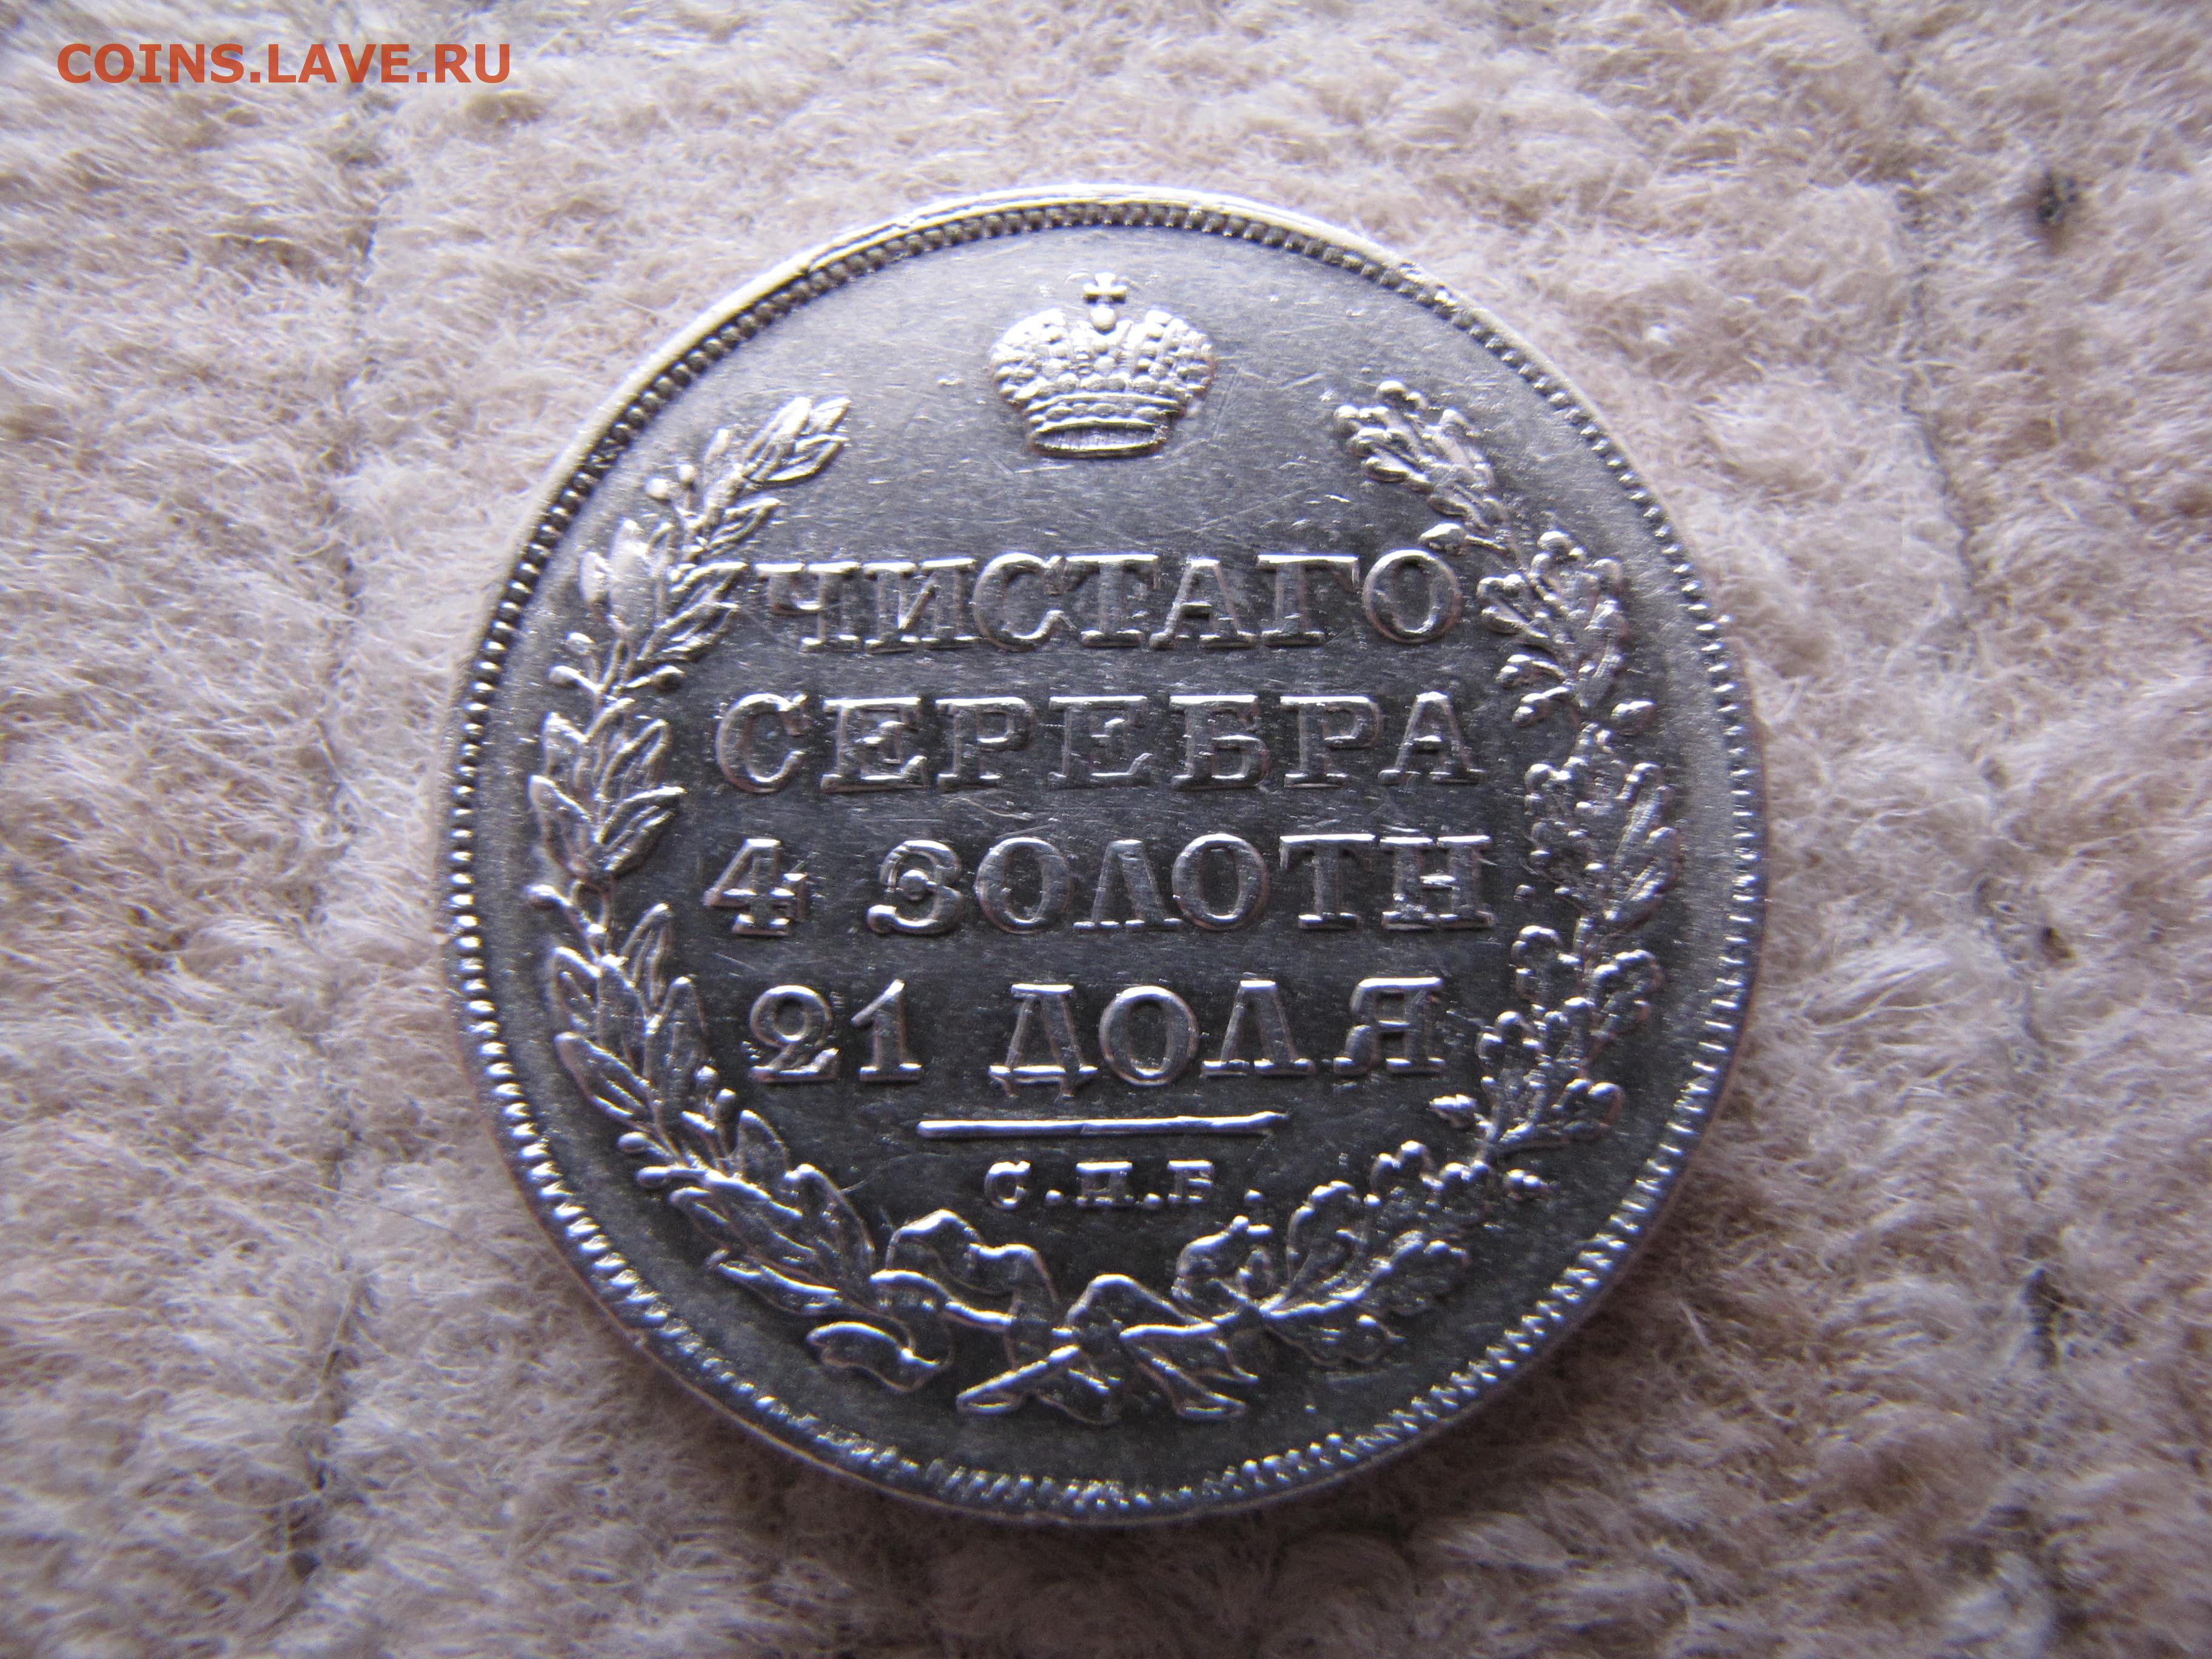 COINS.LAVE.RU
ЧИСТАГО
СЕРЕБРА
4 ЗОЛОТН
21 ДОЛЯ
С.П.Б.